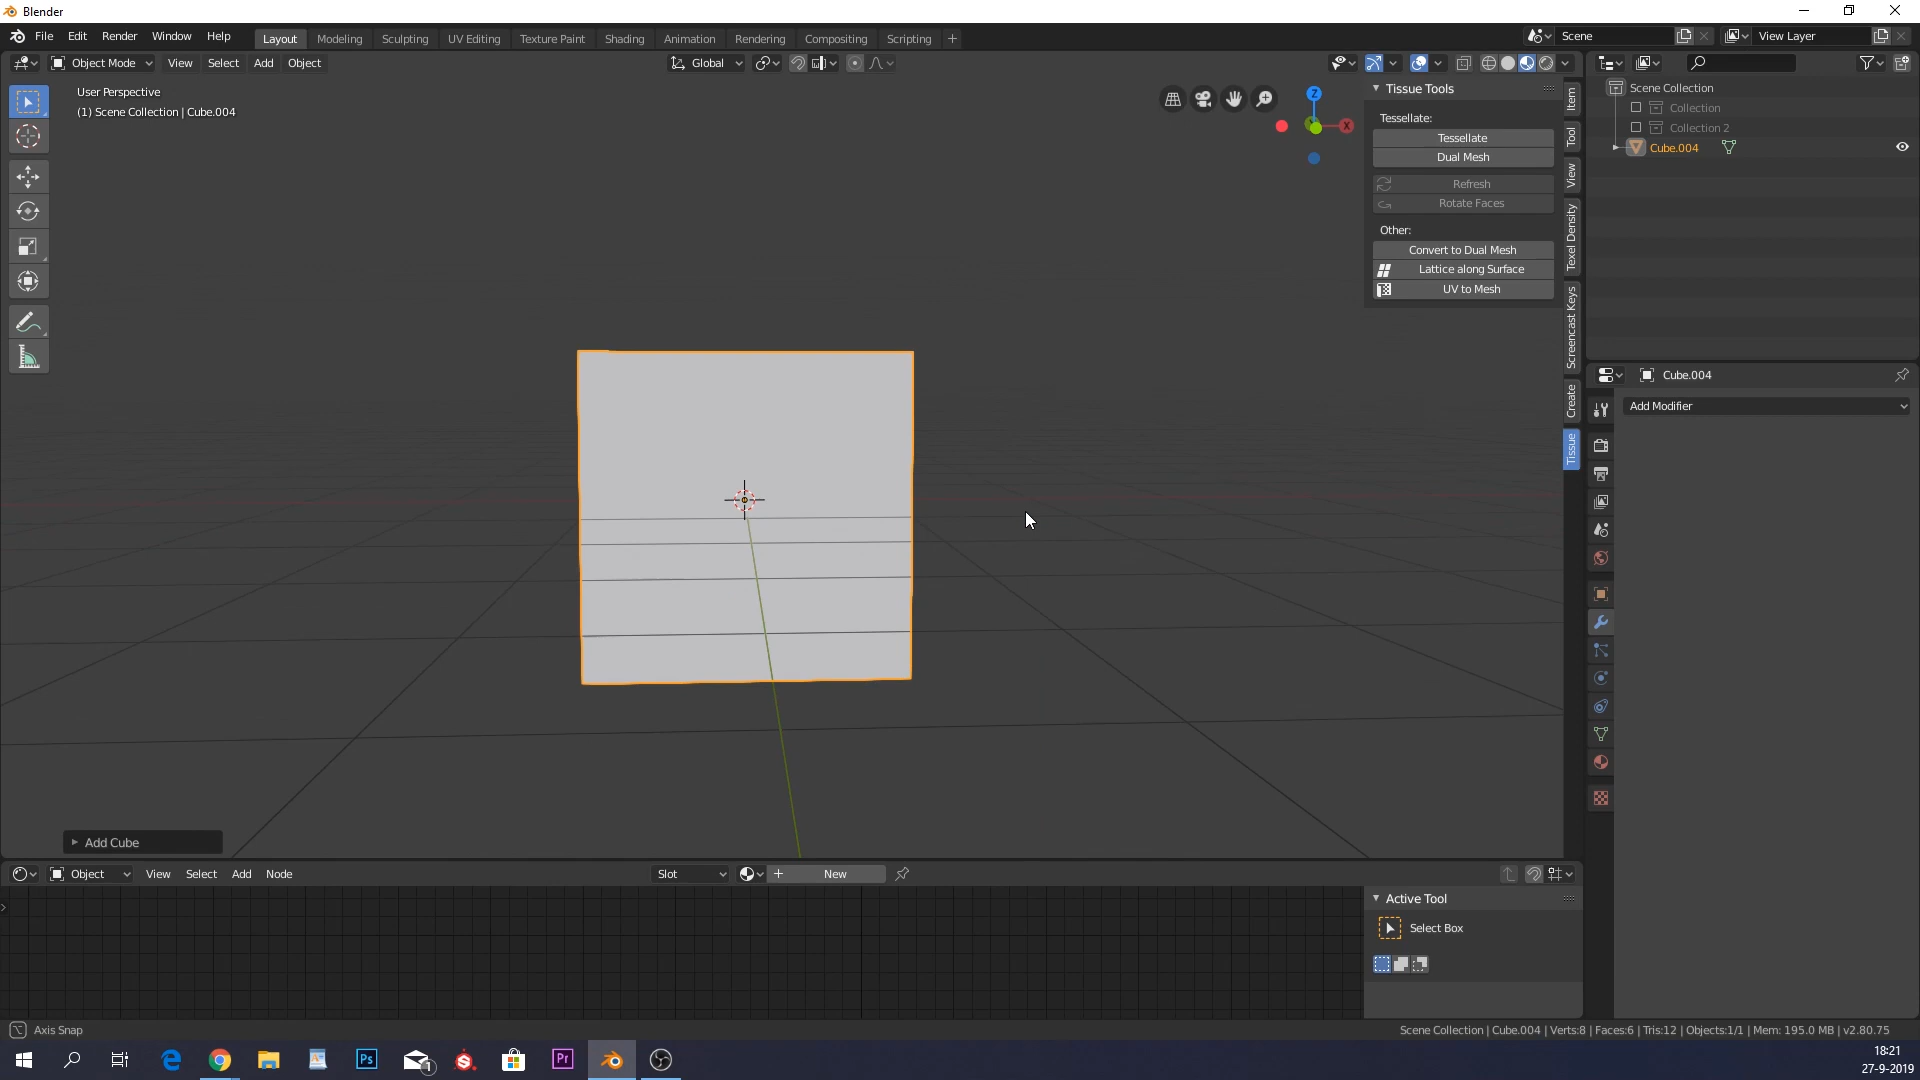 Blender
File Edit Render Window Help
Layout Modeling Sculpting UV Editing Texture Paint Shading Animation Rendering Compositing Scripting +
Scene
View Layer
Object Mode View Select Add Object
Global
User Perspective
(1) Scene Collection | Cube.004
Z
X
Tissue Tools
Tessellate:
Tessellate
Dual Mesh
Refresh
Rotate Faces
Other:
Convert to Dual Mesh
Lattice along Surface
UV to Mesh
Item
Tool
View
Texel Density
Screencast Keys
Create
Tissue
Scene Collection
Collection
Collection 2
Cube.004
Cube.004
Add Modifier
Add Cube
Object View Select Add Node
Slot
New
Active Tool
Select Box
Axis Snap
Scene Collection | Cube.004 | Verts:8 | Faces:6 | Tris:12 | Objects:1/1 | Mem: 195.0 MB | v2.80.75
Ps
1
Pr
18:21
27-9-2019